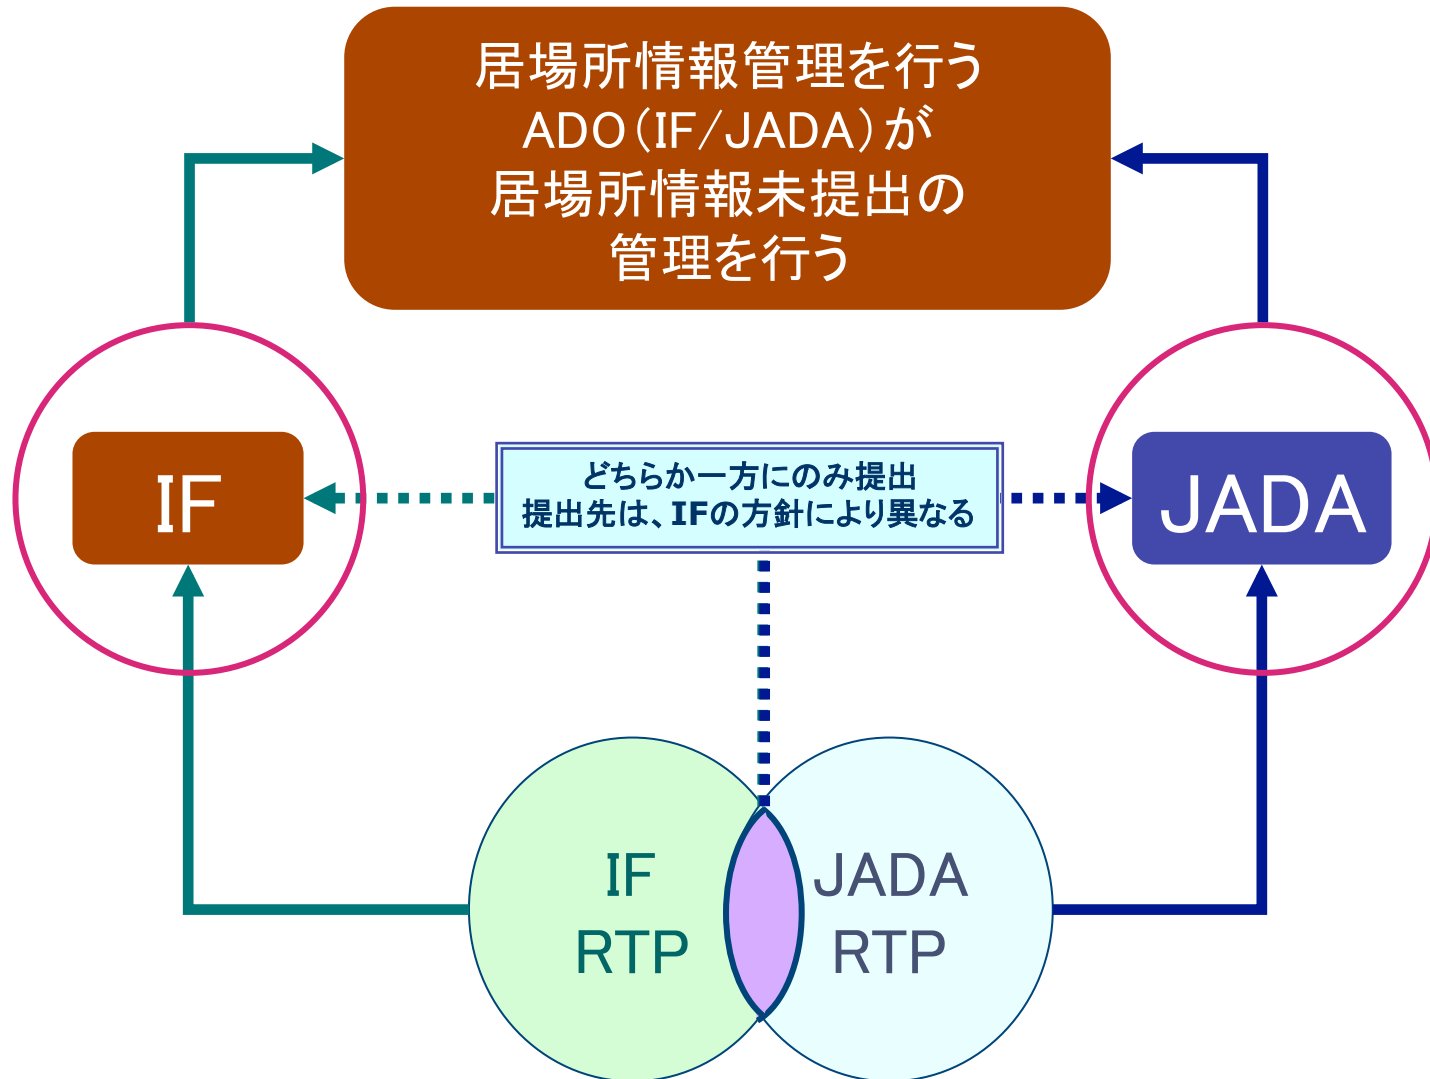 居場所情報管理を行う
ADO(IF/JADA)が
居場所情報未提出の
管理を行う
IF
どちらか一方にのみ提出
提出先は、IFの方針により異なる
JADA
IF
RTP
JADA
RTP